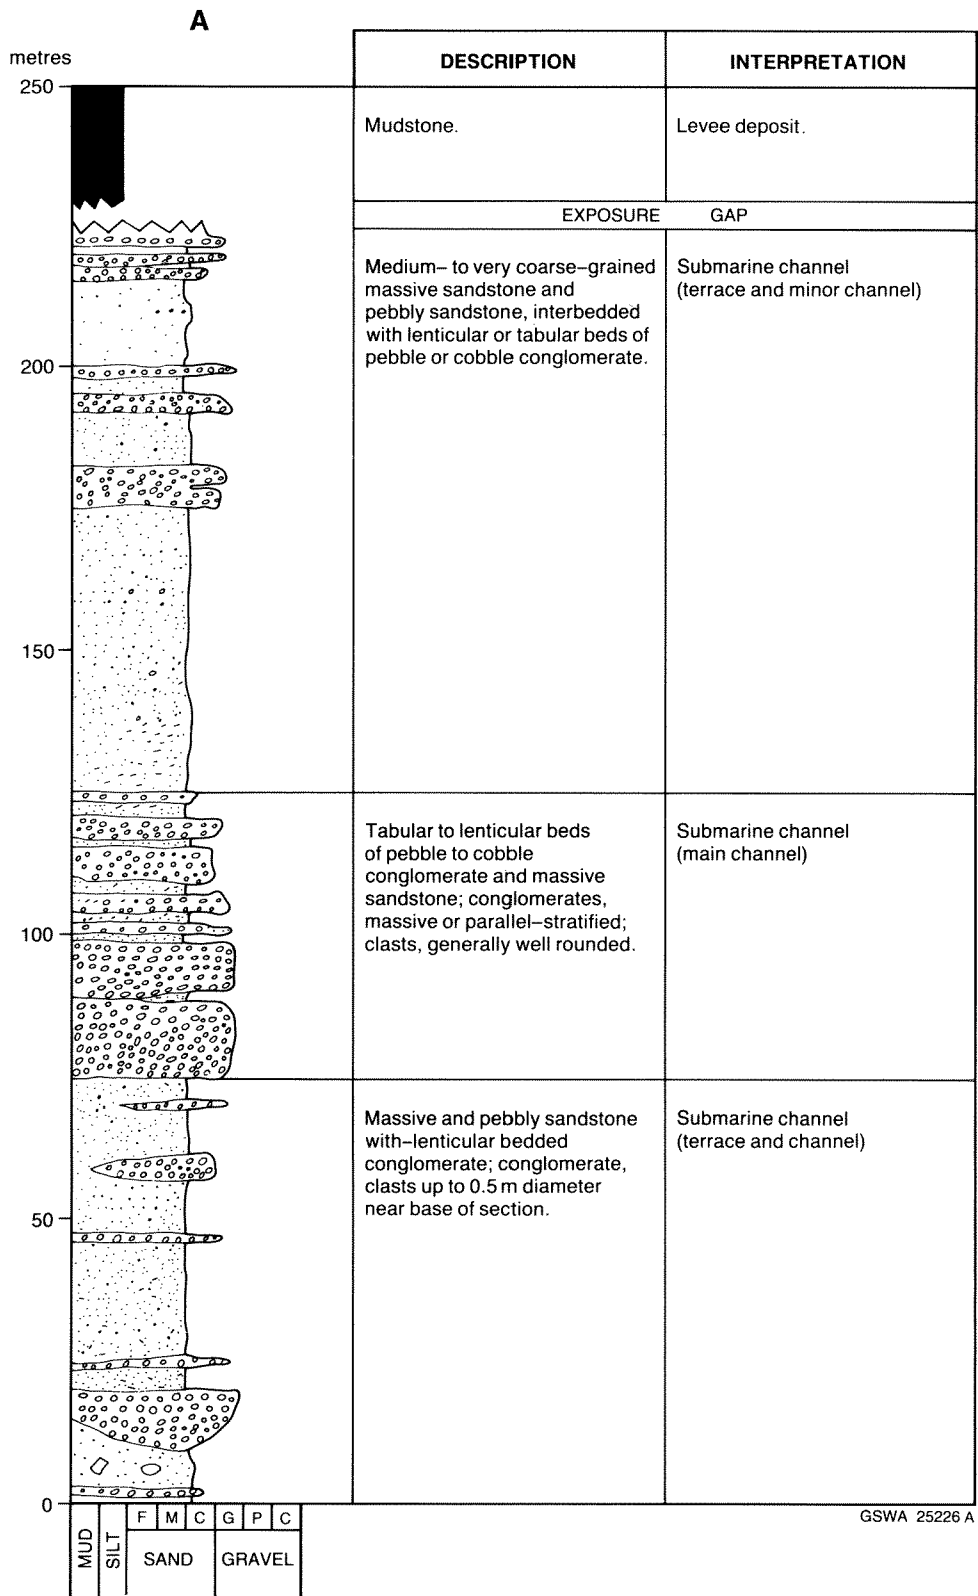 A
metres
DESCRIPTION
INTERPRETATION
250
Mudstone.
Levee deposit.
EXPOSURE GAP
Medium– to very coarse–grained
massive sandstone and
pebbly sandstone, interbedded
with lenticular or tabular beds of
pebble or cobble conglomerate.
Submarine channel
(terrace and minor channel)
200
150
Tabular to lenticular beds
of pebble to cobble
conglomerate and massive
sandstone; conglomerates,
massive or parallel–stratified;
clasts, generally well rounded.
Submarine channel
(main channel)
100
Massive and pebbly sandstone
with–lenticular bedded
conglomerate; conglomerate,
clasts up to 0.5 m diameter
near base of section.
Submarine channel
(terrace and channel)
50
0
GSWA 25226 A
MUD
SILT
F M C G P C
SAND
GRAVEL